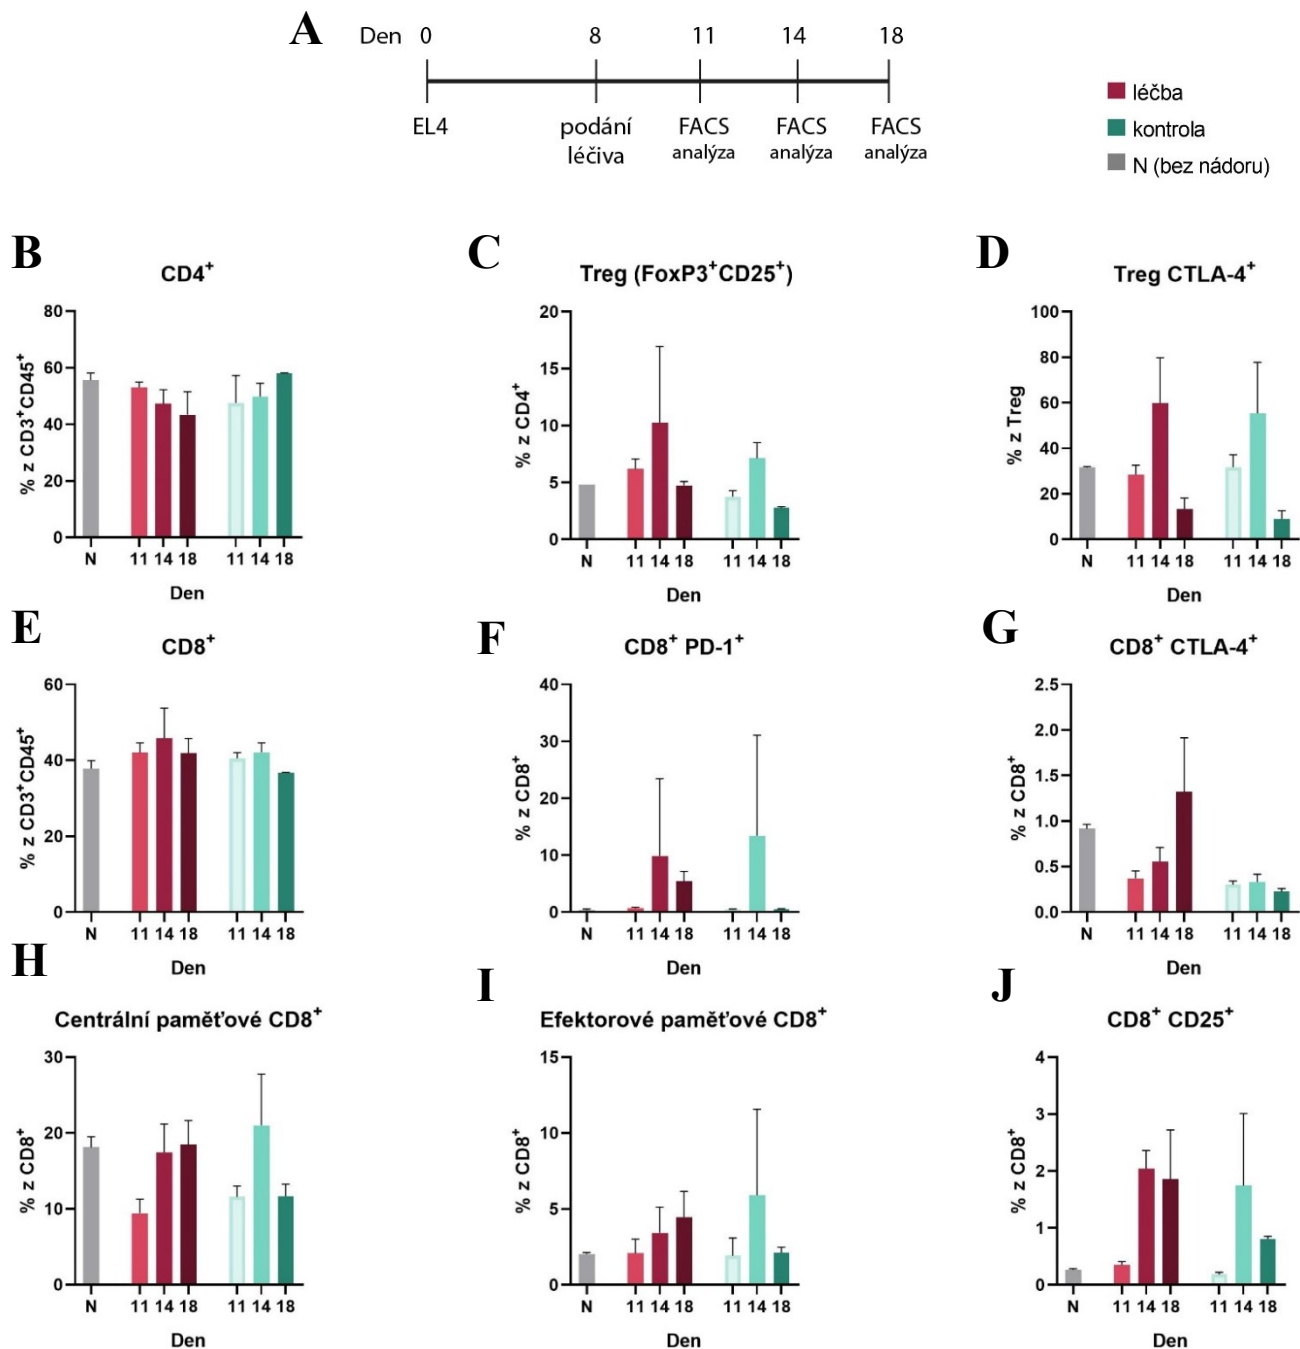 A
Den 0 8 11 14 18
EL4 podání FACS FACS FACS
léčiva analýza analýza analýza
léčba
kontrola
N (bez nádoru)
B
CD4+
% z CD3+CD45+
80
60
40
20
0
N 11 14 18 11 14 18
Den
C
Treg (FoxP3+CD25+)
% z CD4+
20
15
10
5
0
N 11 14 18 11 14 18
Den
D
Treg CTLA-4+
% z Treg
100
80
60
40
20
0
N 11 14 18 11 14 18
Den
E
CD8+
% z CD3+CD45+
60
40
20
0
N 11 14 18 11 14 18
Den
F
CD8+ PD-1+
% z CD8+
40
30
20
10
0
N 11 14 18 11 14 18
Den
G
CD8+ CTLA-4+
% z CD8+
2.5
2.0
1.5
1.0
0.5
0.0
N 11 14 18 11 14 18
Den
H
Centrální paměťové CD8+
% z CD8+
30
20
10
0
N 11 14 18 11 14 18
Den
I
Efektorové paměťové CD8+
% z CD8+
15
10
5
0
N 11 14 18 11 14 18
Den
J
CD8+ CD25+
% z CD8+
4
3
2
1
0
N 11 14 18 11 14 18
Den